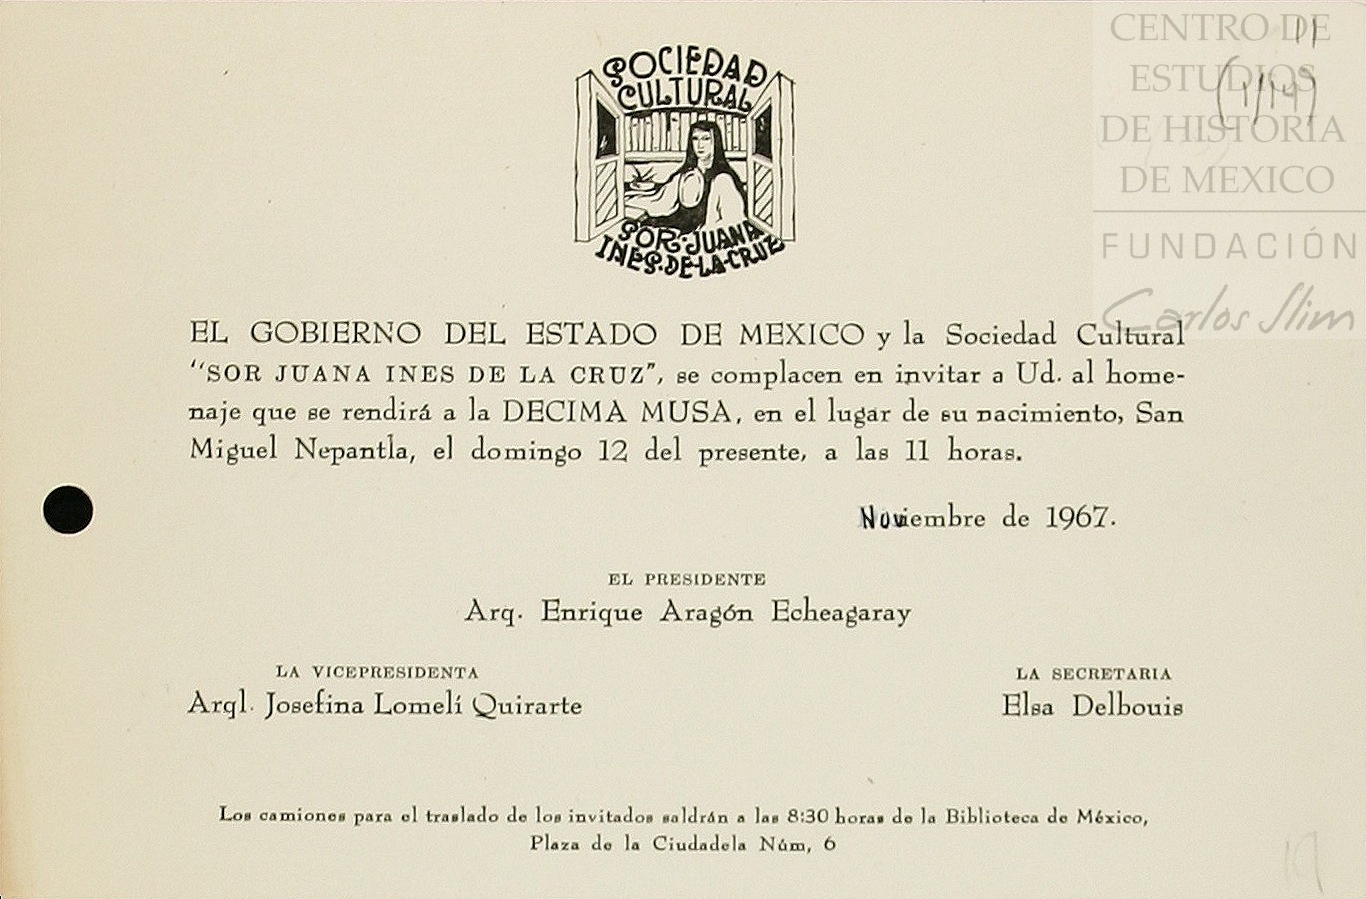 CENTRO DE
ESTUDIOS
DE HISTORIA
DE MEXICO
FUNDACIÓN
Carlos Slim
11
(1/19)
SOCIEDAD
CULTURAL
SOR·JUANA
INES·DE·LA·CRUZ
EL GOBIERNO DEL ESTADO DE MEXICO y la Sociedad Cultural
"SOR JUANA INES DE LA CRUZ", se complacen en invitar a Ud. al home-
naje que se rendirá a la DECIMA MUSA, en el lugar de su nacimiento, San
Miguel Nepantla, el domingo 12 del presente, a las 11 horas.
Noviembre de 1967.
EL PRESIDENTE
Arq. Enrique Aragón Echeagaray
LA VICEPRESIDENTA
Arql. Josefina Lomelí Quirarte
LA SECRETARIA
Elsa Delbouis
Los camiones para el traslado de los invitados saldrán a las 8:30 horas de la Biblioteca de México,
Plaza de la Ciudadela Núm, 6
19